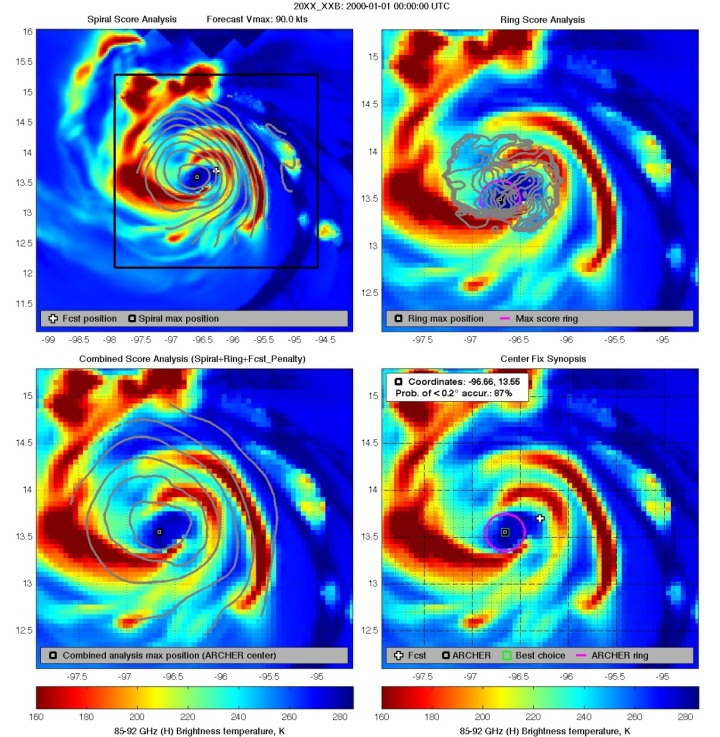 20XX_XXB: 2000-01-01 00:00:00 UTC
Spiral Score Analysis Forecast Vmax: 90.0 kts
Ring Score Analysis
16
15.5
15
14.5
14
13.5
13
12.5
12
11.5
Fcst position Spiral max position
-99 -98.5 -98 -97.5 -97 -96.5 -96 -95.5 -95 -94.5
15
14.5
14
13.5
13
12.5
Ring max position Max score ring
-97.5 -97 -96.5 -96 -95.5 -95
Combined Score Analysis (Spiral+Ring+Fcst_Penalty)
15
14.5
14
13.5
13
12.5
Combined analysis max position (ARCHER center)
-97.5 -97 -96.5 -96 -95.5 -95
Center Fix Synopsis
Coordinates: -96.66, 13.55
Prob. of < 0.2° accur.: 87%
15
14.5
14
13.5
13
12.5
Fcst ARCHER Best choice ARCHER ring
-97.5 -97 -96.5 -96 -95.5 -95
160 180 200 220 240 260 280
85-92 GHz (H) Brightness temperature, K
160 180 200 220 240 260 280
85-92 GHz (H) Brightness temperature, K